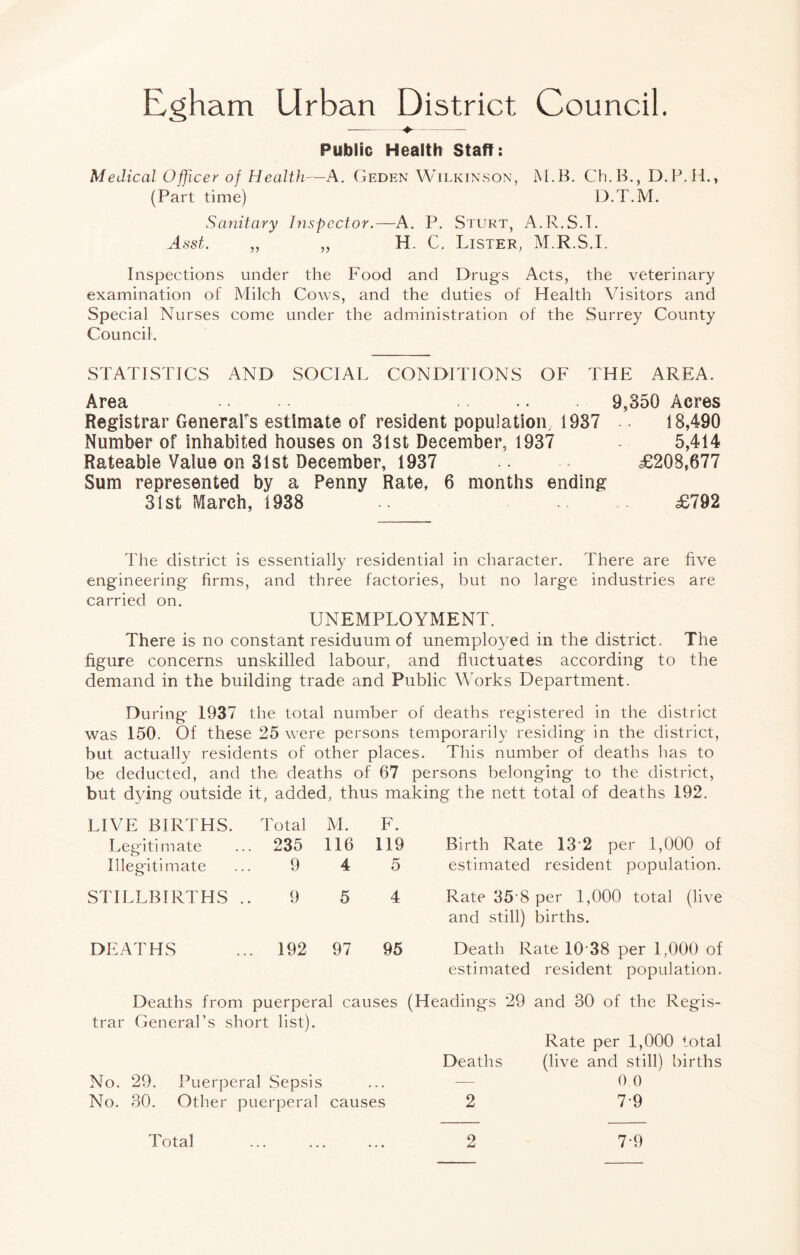 Egham Urban District Council.
Public Health Staff:
Medical Officer of Health—A. GEDEN WILKINSON, M.B. Ch.B., D.P.H.,
(Part time) D.T.M.
Sanitary Inspector.—A. P. STURT, A.R.S.I.
Asst. „ „ H. C. LISTER, M.R.S.I.
Inspections under the Food and Drugs Acts, the veterinary
examination of Milch Cows, and the duties of Health Visitors and
Special Nurses come under the administration of the Surrey County
Council.
STATISTICS AND SOCIAL CONDITIONS OF THE AREA.
Area .. .. .. .. . 9,350 Acres
Registrar General's estimate of resident population, 1937 .. 18,490
Number of inhabited houses on 31st December, 1937 - 5,414
Rateable Value on 31st December, 1937 .. £208,677
Sum represented by a Penny Rate, 6 months ending
31st March, 1938 .. .. .. £792
The district is essentially residential in character. There are five
engineering firms, and three factories, but no large industries are
carried on.
UNEMPLOYMENT.
There is no constant residuum of unemployed in the district. The
figure concerns unskilled labour, and fluctuates according to the
demand in the building trade and Public Works Department.
During 1937 the total number of deaths registered in the district
was 150. Of these 25 were persons temporarily residing in the district,
but actually residents of other places. This number of deaths has to
be deducted, and the deaths of 67 persons belonging to the district,
but dying outside it, added, thus making the nett total of deaths 192.
LIVE BIRTHS. Total M. F.
Legitimate ... 235 116 119 Birth Rate 13·2 per 1,000 of
Illegitimate ... 9 4 5 estimated resident population.
STILLBIRTHS .. 9 5 4 Rate 35·8 per 1,000 total (live
and still) births.
DEATHS ... 192 97 95 Death Rate 10·38 per 1,000 of
estimated resident population.
Deaths from puerperal causes (Headings 29 and 30 of the Regis-
trar General's short list).
Rate per 1,000 total
Deaths (live and still) births
No. 29. Puerperal Sepsis ... — 0.0
No. 30. Other puerperal causes 2 7·9
Total ... ... ... 2 7·9